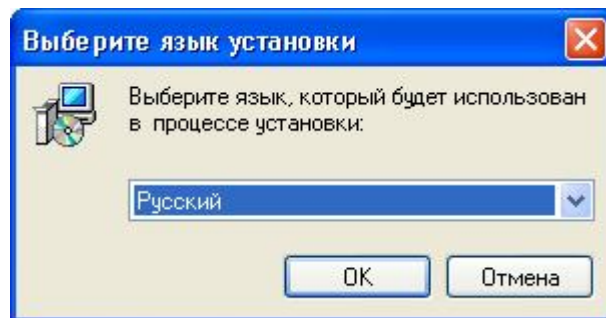 Выберите язык установки
Выберите язык, который будет использован
в процессе установки:
Русский
OK
Отмена